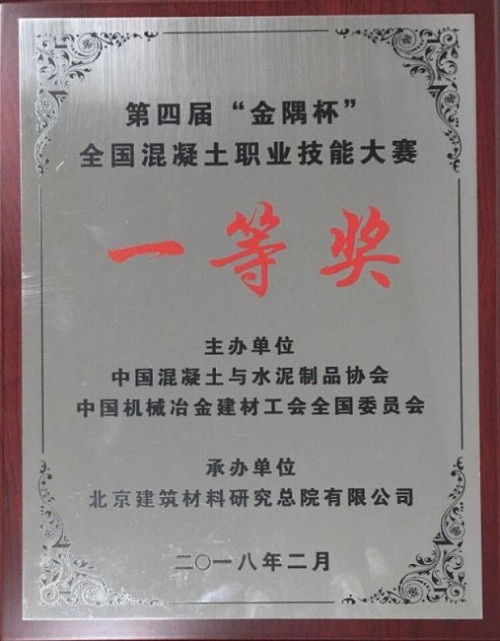 第四届“金隅杯”
全国混凝土职业技能大赛
一等奖
主办单位
中国混凝土与水泥制品协会
中国机械冶金建材工会全国委员会
承办单位
北京建筑材料研究总院有限公司
二〇一八年二月